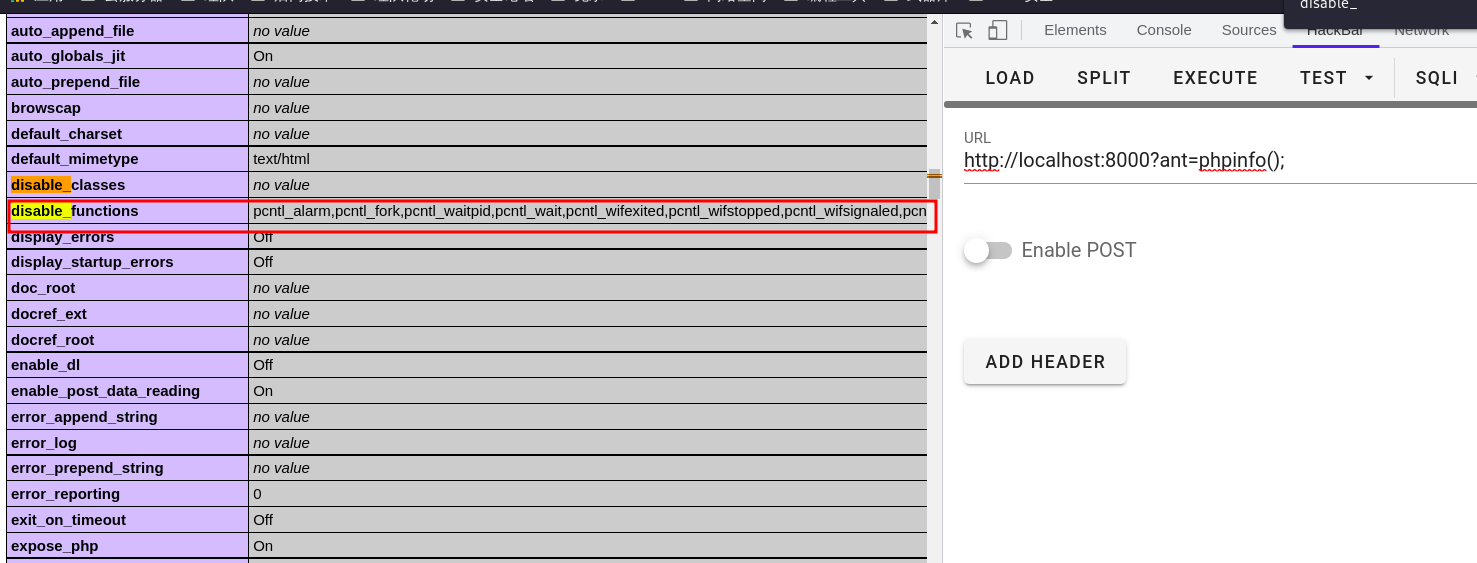 disable_
auto_append_file no value
auto_globals_jit On
auto_prepend_file no value
browscap no value
default_charset no value
default_mimetype text/html
disable_classes no value
disable_functions pcntl_alarm,pcntl_fork,pcntl_waitpid,pcntl_wait,pcntl_wifexited,pcntl_wifstopped,pcntl_wifsignaled,pcn
display_errors Off
display_startup_errors Off
doc_root no value
docref_ext no value
docref_root no value
enable_dl Off
enable_post_data_reading On
error_append_string no value
error_log no value
error_prepend_string no value
error_reporting 0
exit_on_timeout Off
expose_php On
Elements Console Sources HackBar Network
LOAD SPLIT EXECUTE TEST SQLI
URL
http://localhost:8000?ant=phpinfo();
Enable POST
ADD HEADER